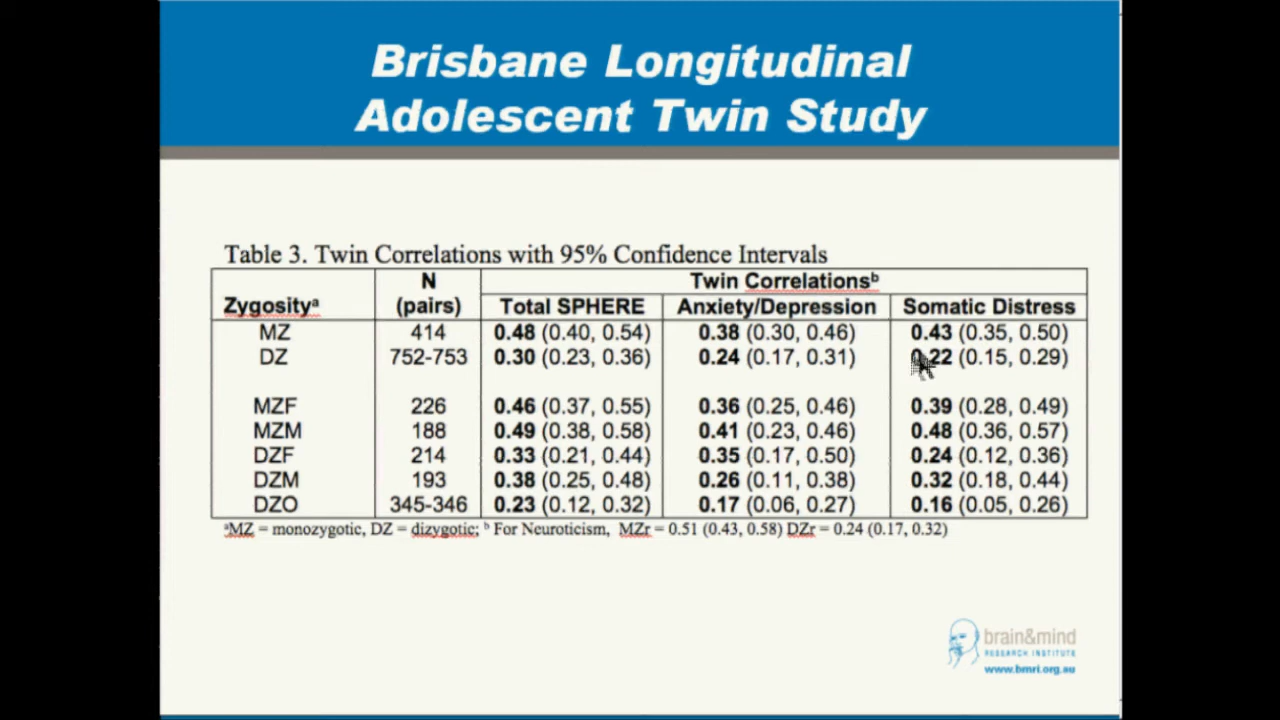 Brisbane Longitudinal
Adolescent Twin Study
Table 3. Twin Correlations with 95% Confidence Intervals
Zygosityᵃ N (pairs) Twin Correlationsᵇ
Total SPHERE Anxiety/Depression Somatic Distress
MZ 414 0.48 (0.40, 0.54) 0.38 (0.30, 0.46) 0.43 (0.35, 0.50)
DZ 752-753 0.30 (0.23, 0.36) 0.24 (0.17, 0.31) 0.22 (0.15, 0.29)
MZF 226 0.46 (0.37, 0.55) 0.36 (0.25, 0.46) 0.39 (0.28, 0.49)
MZM 188 0.49 (0.38, 0.58) 0.41 (0.23, 0.46) 0.48 (0.36, 0.57)
DZF 214 0.33 (0.21, 0.44) 0.35 (0.17, 0.50) 0.24 (0.12, 0.36)
DZM 193 0.38 (0.25, 0.48) 0.26 (0.11, 0.38) 0.32 (0.18, 0.44)
DZO 345-346 0.23 (0.12, 0.32) 0.17 (0.06, 0.27) 0.16 (0.05, 0.26)
ᵃMZ = monozygotic, DZ = dizygotic; ᵇ For Neuroticism, MZr = 0.51 (0.43, 0.58) DZr = 0.24 (0.17, 0.32)
brain&mind
RESEARCH INSTITUTE
www.bmri.org.au